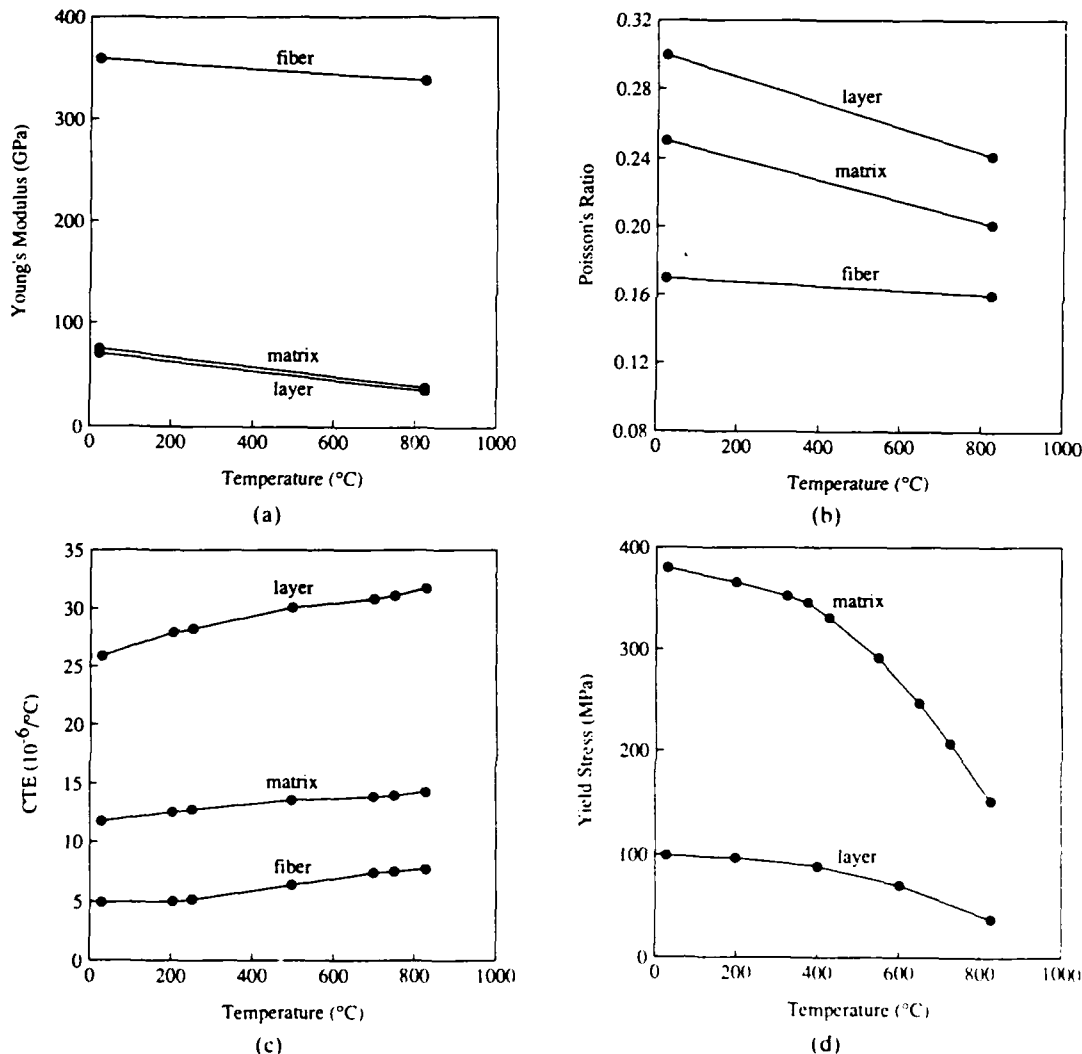 400
300
200
100
0
0 200 400 600 800 1000
Young's Modulus (GPa)
Temperature (°C)
fiber
matrix
layer
(a)
0.32
0.28
0.24
0.20
0.16
0.12
0.08
0 200 400 600 800 1000
Poisson's Ratio
Temperature (°C)
layer
matrix
fiber
(b)
35
30
25
20
15
10
5
0
0 200 400 600 800 1000
CTE (10⁻⁶/°C)
Temperature (°C)
layer
matrix
fiber
(c)
400
300
200
100
0
0 200 400 600 800 1000
Yield Stress (MPa)
Temperature (°C)
matrix
layer
(d)